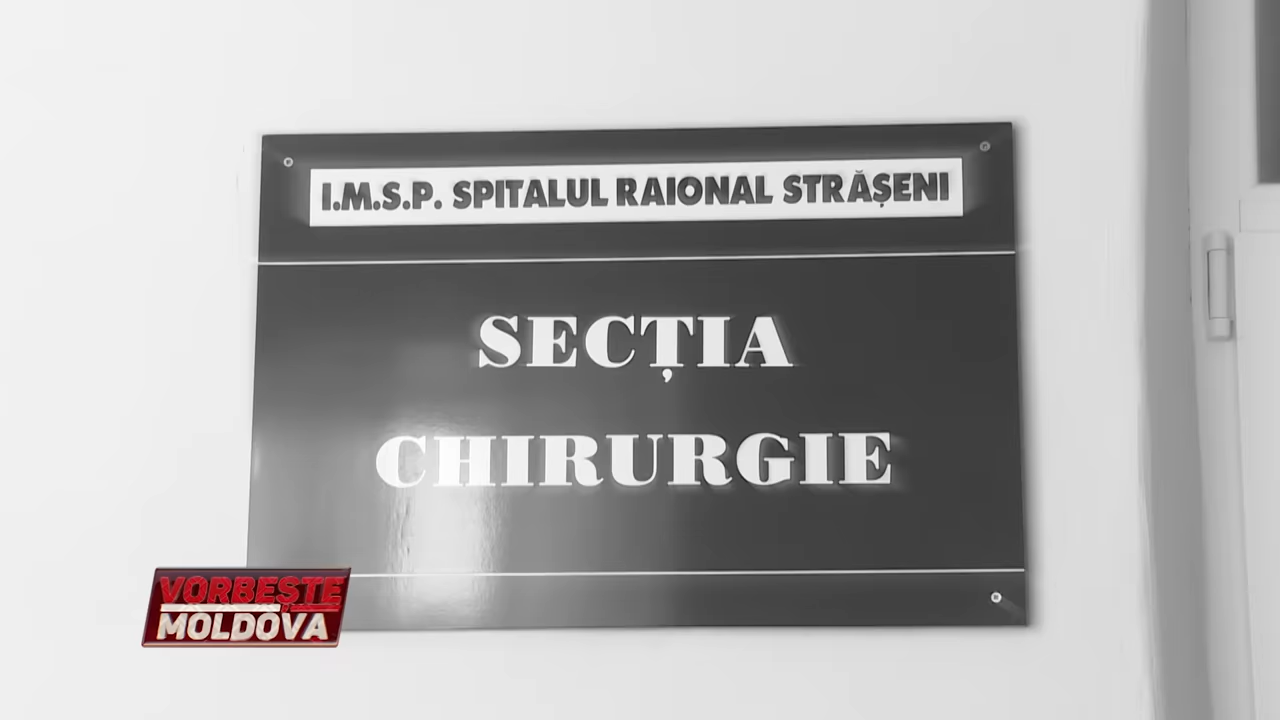 I.M.S.P. SPITALUL RAIONAL STRĂȘENI
SECȚIA
CHIRURGIE
VORBEȘTE
MOLDOVA